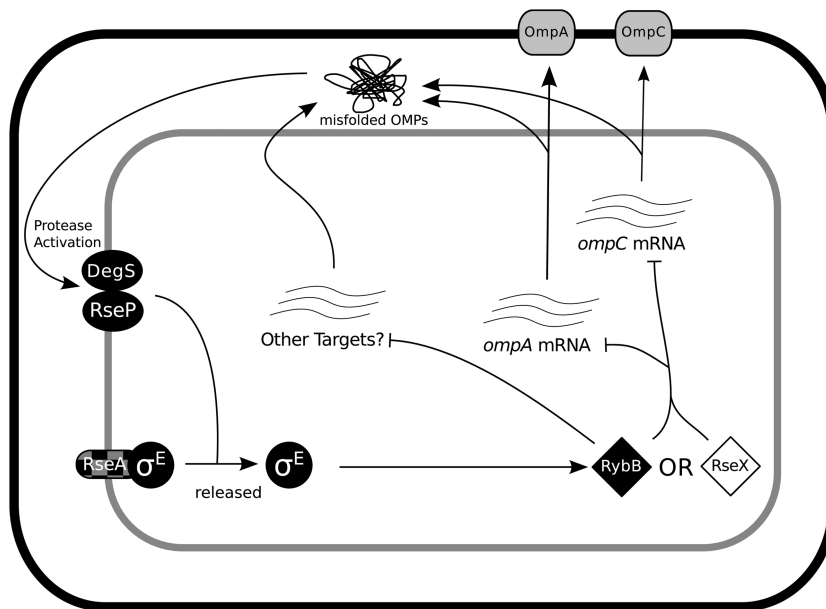 OmpA
OmpC
misfolded OMPs
Protease
Activation
DegS
RseP
ompC mRNA
Other Targets?
ompA mRNA
RseA
σE
σE
released
RybB
OR
RseX